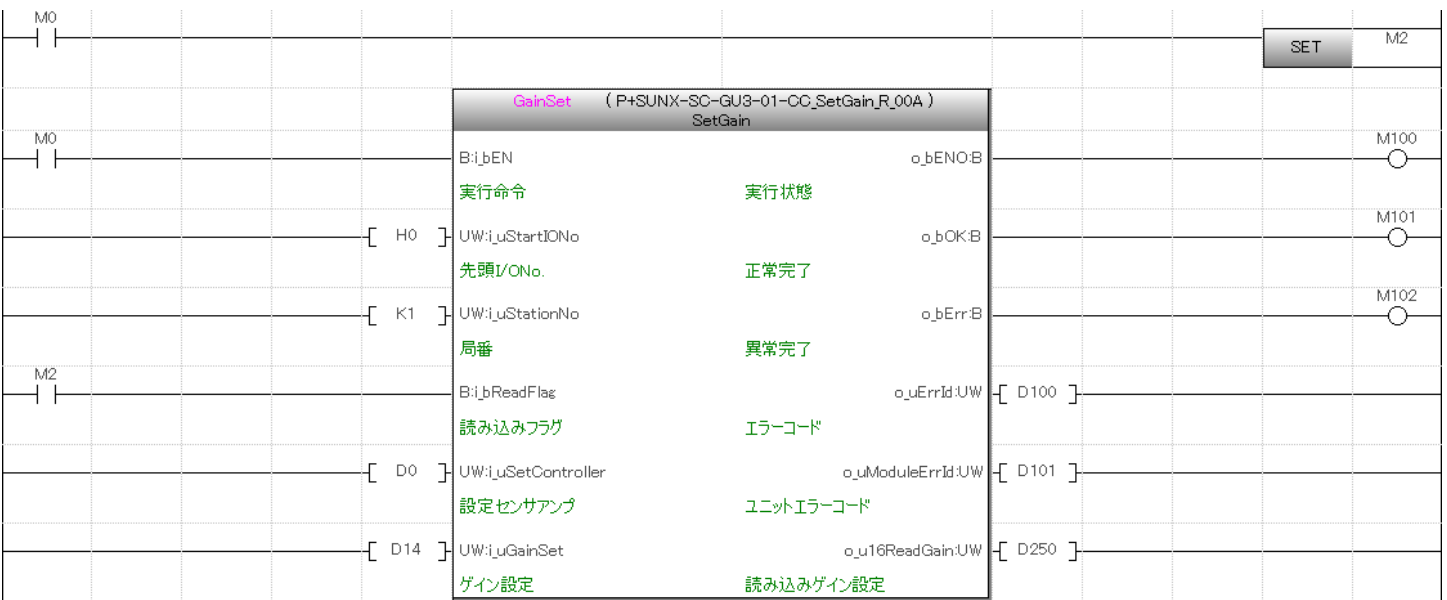 M0
SET M2
GainSet (P+SUNX-SC-GU3-01-CC_SetGain_R_00A)
SetGain
M0 B:i_bEN o_bENO:B M100
実行命令 実行状態
H0 UW:i_uStartIONo o_bOK:B M101
先頭I/ONo. 正常完了
K1 UW:i_uStationNo o_bErr:B M102
局番 異常完了
M2 B:i_bReadFlag o_uErrId:UW D100
読み込みフラグ エラーコード
D0 UW:i_uSetController o_uModuleErrId:UW D101
設定センサアンプ ユニットエラーコード
D14 UW:i_uGainSet o_u16ReadGain:UW D250
ゲイン設定 読み込みゲイン設定